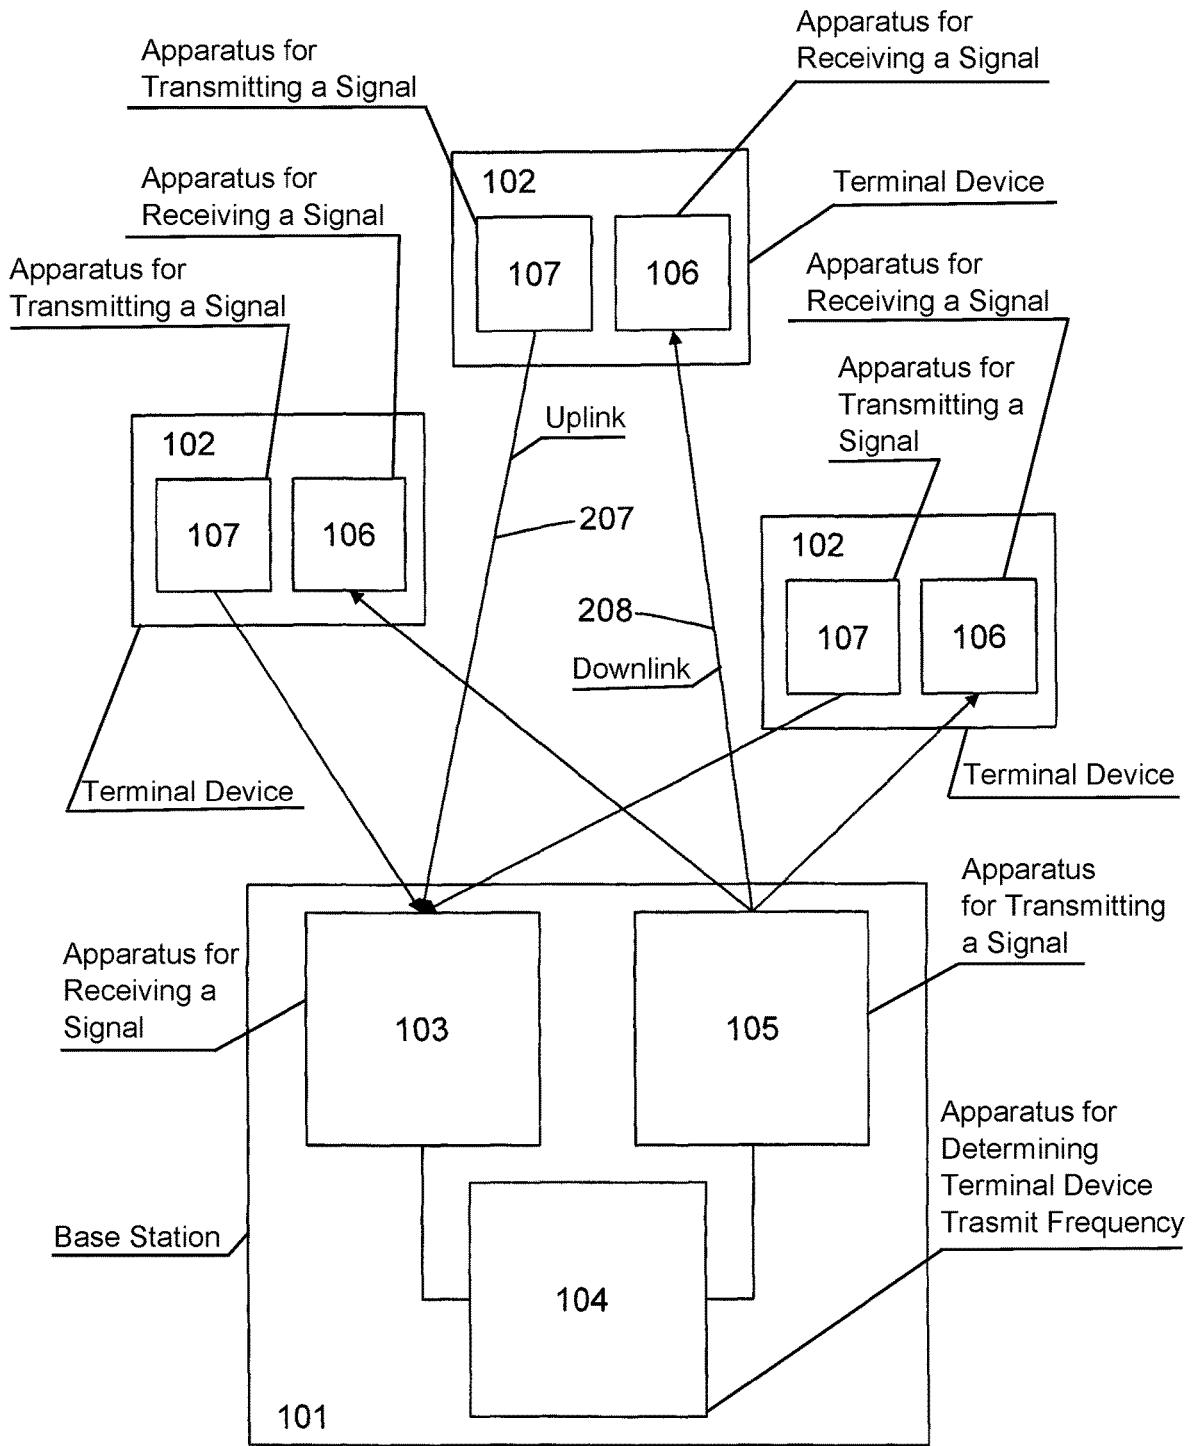 Apparatus for
Transmitting a Signal
Apparatus for
Receiving a Signal
Apparatus for
Receiving a Signal
102
Terminal Device
107
106
Apparatus for
Transmitting a Signal
Apparatus for
Receiving a Signal
Apparatus for
Transmitting a
Signal
102
Uplink
107
106
207
102
208
107
106
Downlink
Terminal Device
Terminal Device
Apparatus
for Transmitting
a Signal
Apparatus for
Receiving a
Signal
103
105
Apparatus for
Determining
Terminal Device
Trasmit Frequency
Base Station
104
101